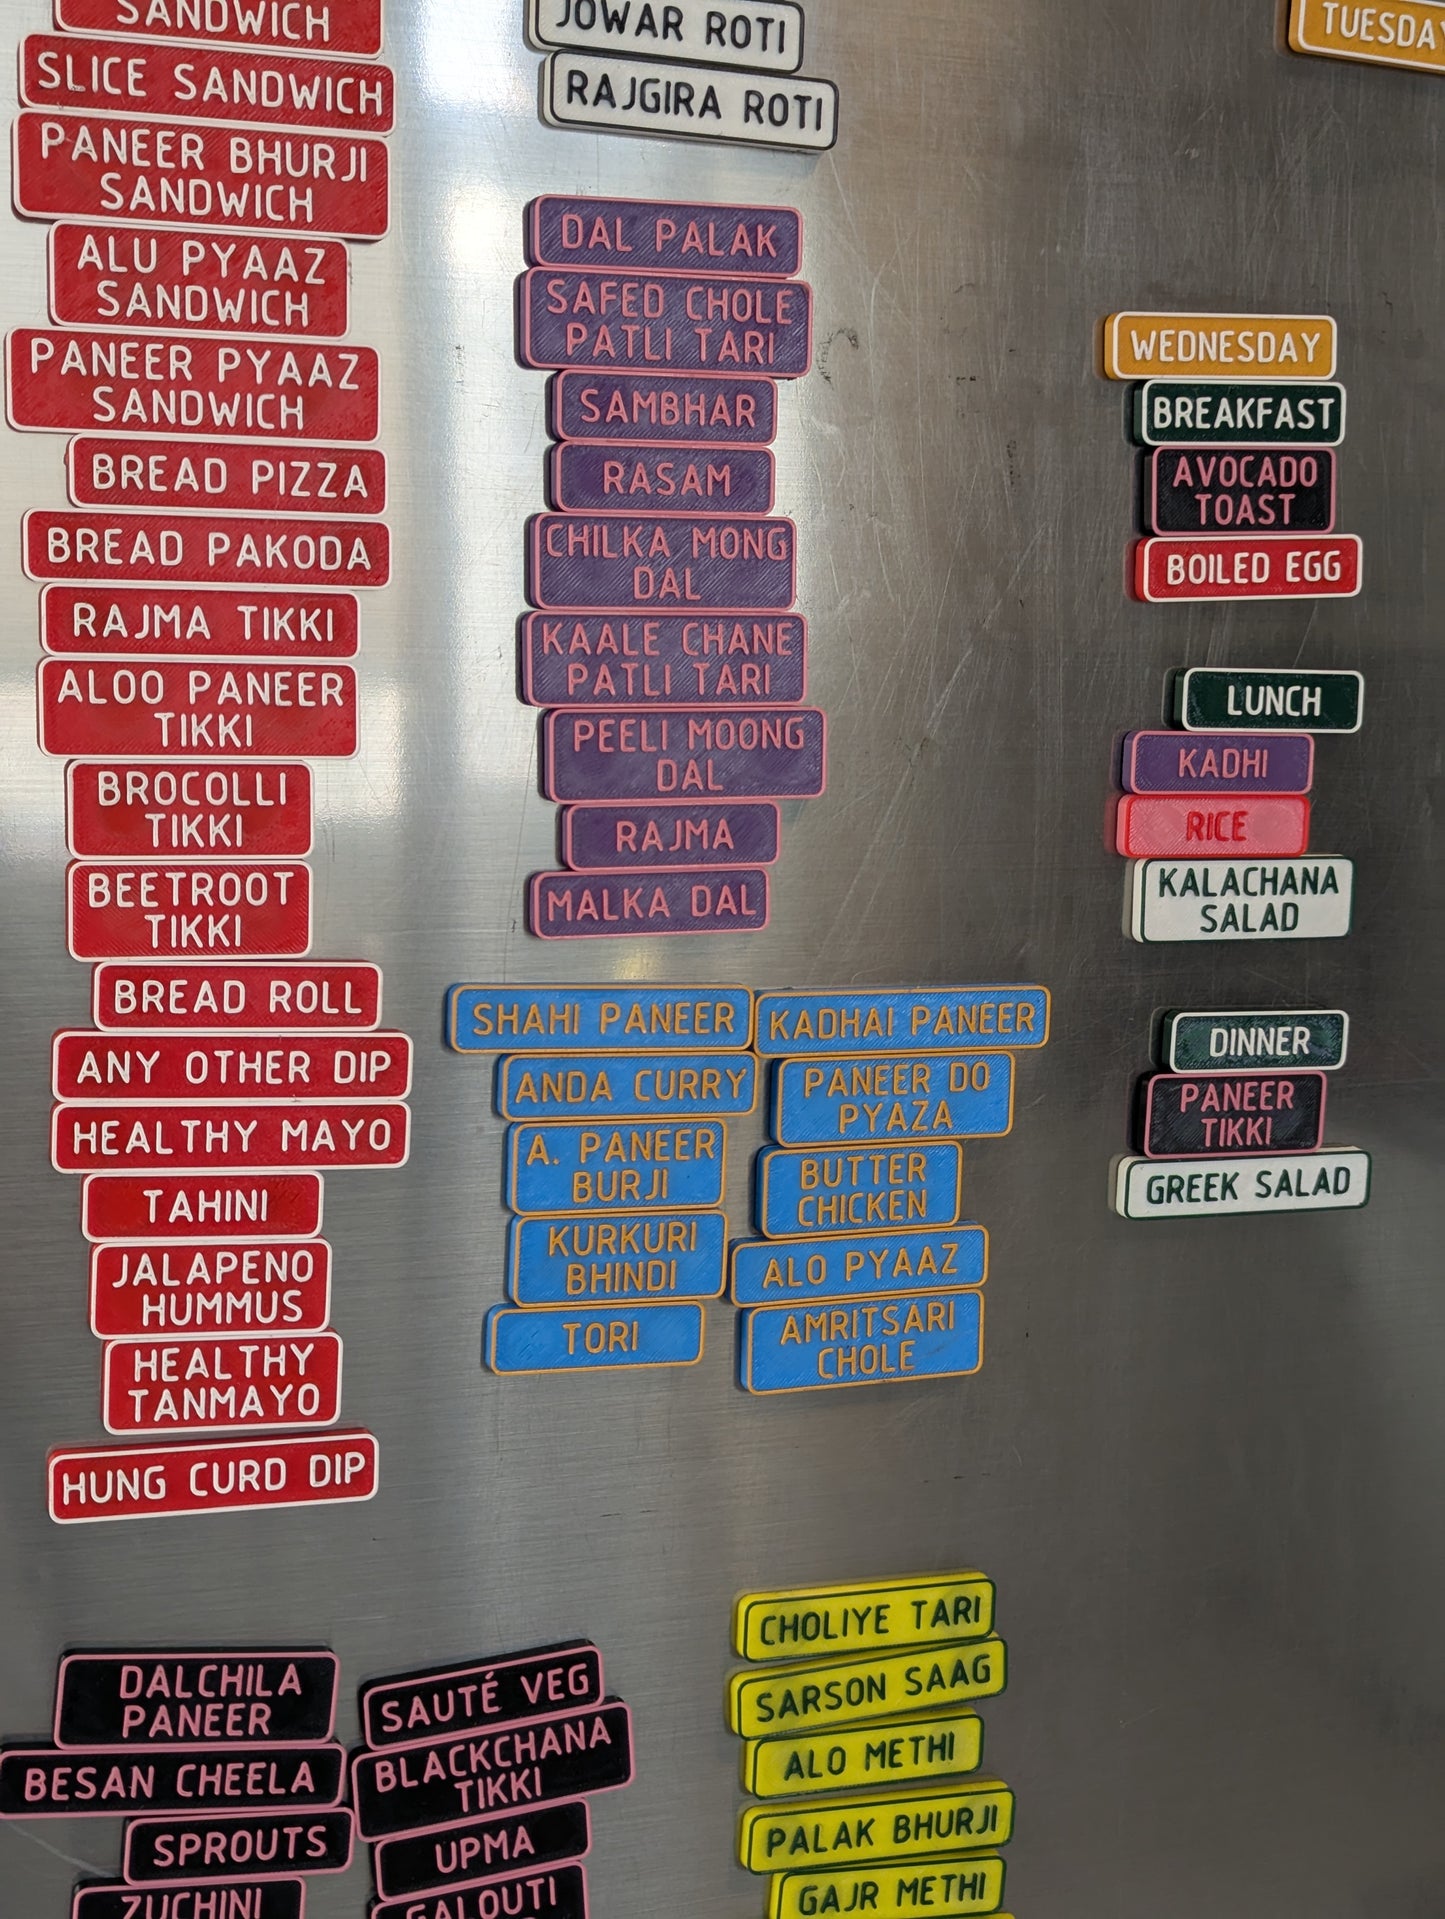 SANDWICH
SLICE SANDWICH
PANEER BHURJI
SANDWICH
ALU PYAAZ
SANDWICH
PANEER PYAAZ
SANDWICH
BREAD PIZZA
BREAD PAKODA
RAJMA TIKKI
ALOO PANEER
TIKKI
BROCOLLI
TIKKI
BEETROOT
TIKKI
BREAD ROLL
ANY OTHER DIP
HEALTHY MAYO
TAHINI
JALAPENO
HUMMUS
HEALTHY
TANMAYO
HUNG CURD DIP
JOWAR ROTI
RAJGIRA ROTI
DAL PALAK
SAFED CHOLE
PATLI TARI
SAMBHAR
RASAM
CHILKA MONG
DAL
KAALE CHANE
PATLI TARI
PEELI MOONG
DAL
RAJMA
MALKA DAL
SHAHI PANEER
ANDA CURRY
A. PANEER
BURJI
KURKURI
BHINDI
TORI
KADHAI PANEER
PANEER DO
PYAZA
BUTTER
CHICKEN
ALO PYAAZ
AMRITSARI
CHOLE
TUESDAY
WEDNESDAY
BREAKFAST
AVOCADO
TOAST
BOILED EGG
LUNCH
KADHI
RICE
KALACHANA
SALAD
DINNER
PANEER
TIKKI
GREEK SALAD
DALCHILA
PANEER
BESAN CHEELA
SPROUTS
ZUCHINI
SAUTÉ VEG
BLACKCHANA
TIKKI
UPMA
GALOUTI
CHOLIYE TARI
SARSON SAAG
ALO METHI
PALAK BHURJI
GAJR METHI